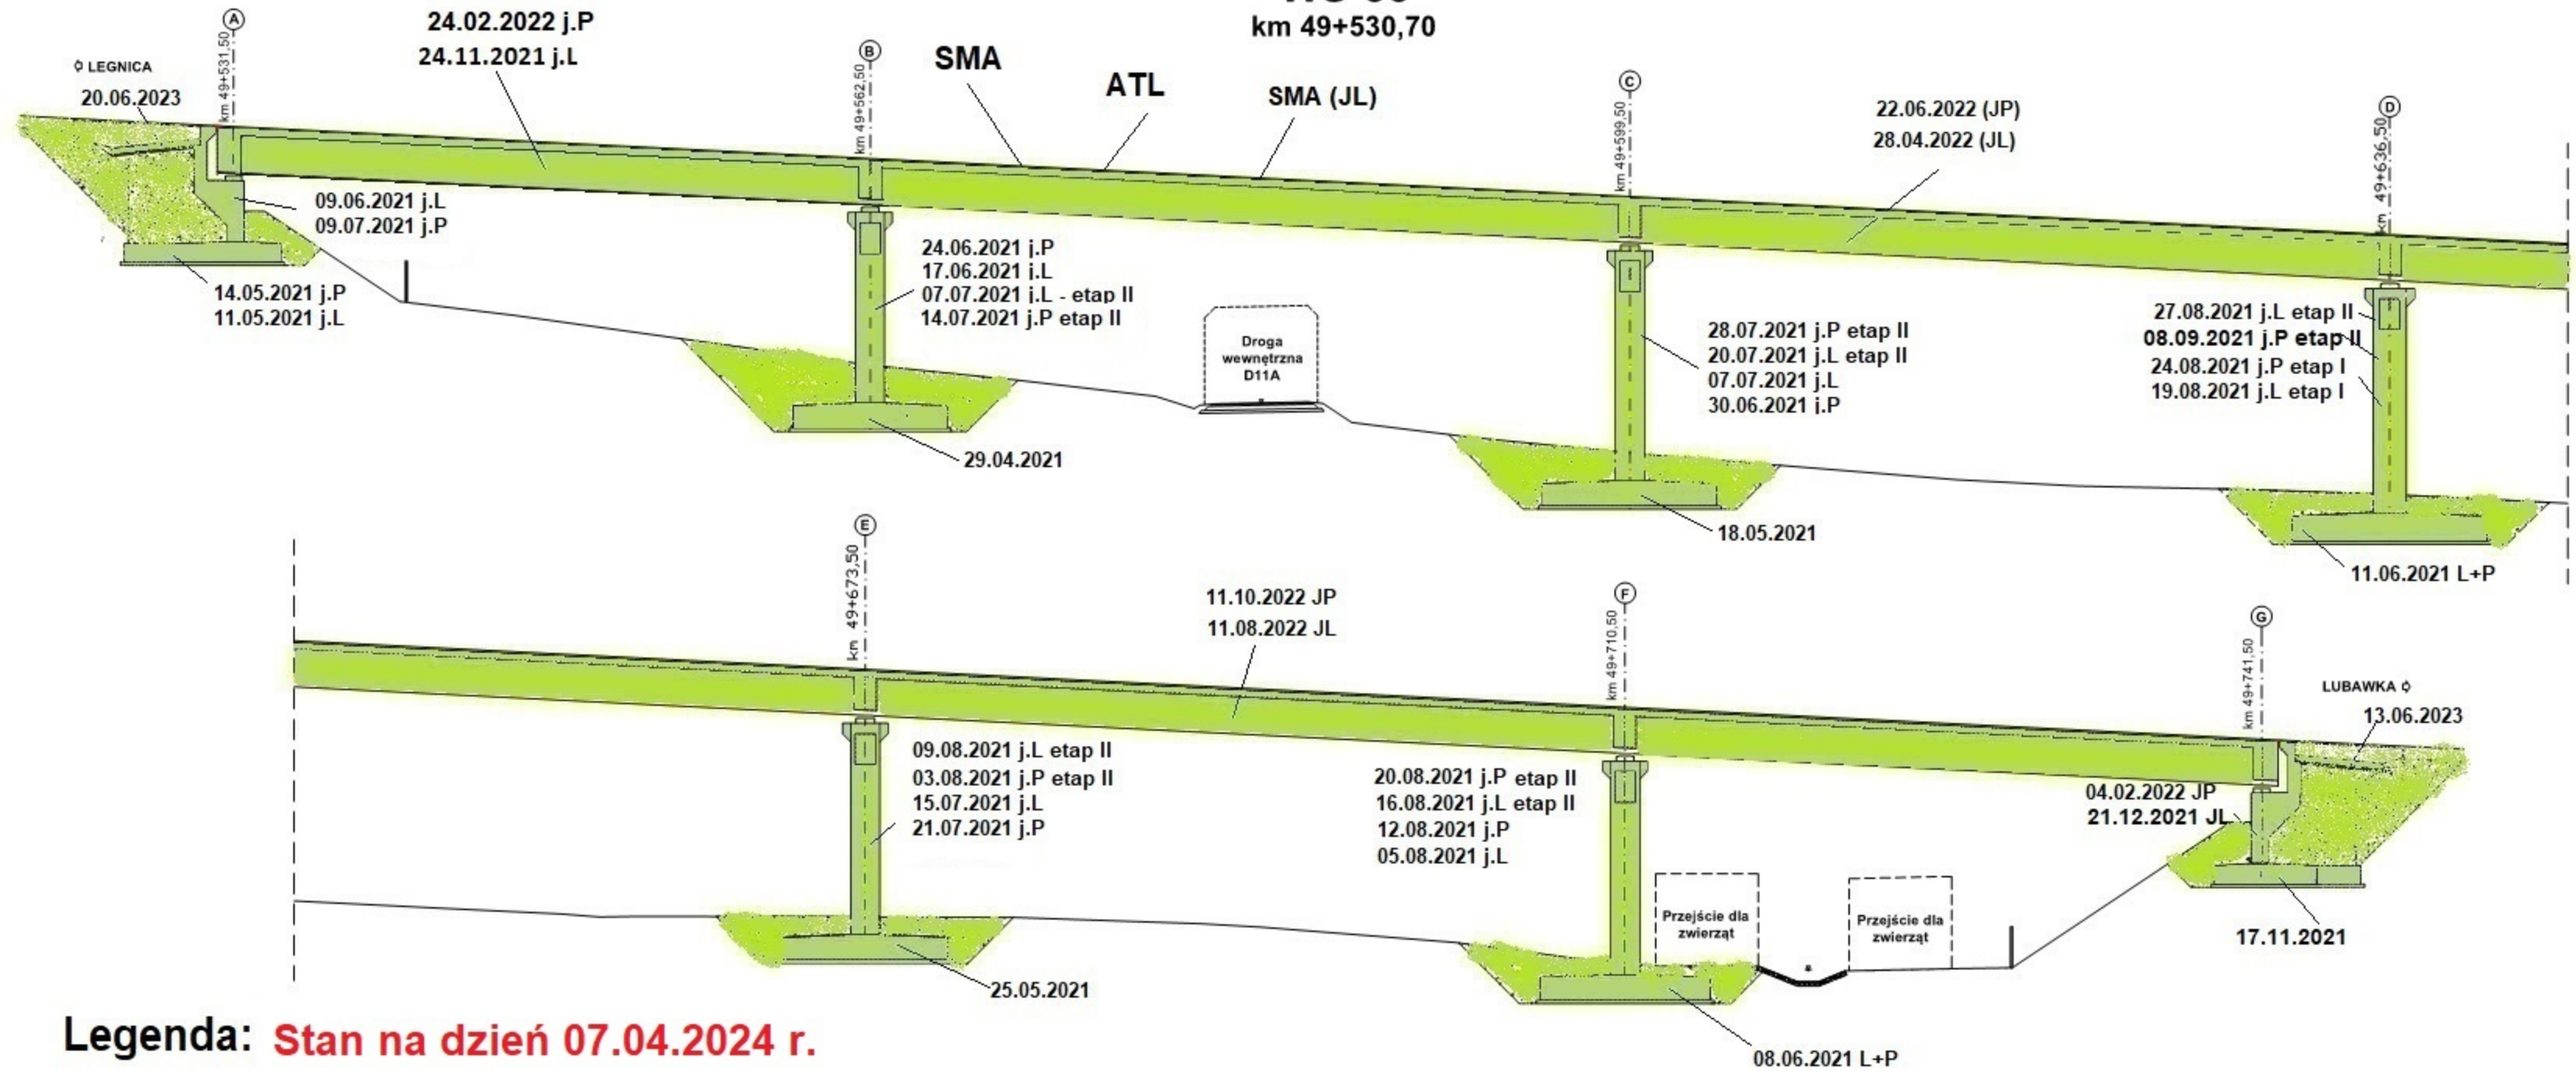 km 49+530,70
A
km 49+531,50
24.02.2022 j.P
24.11.2021 j.L
LEGNICA
20.06.2023
B
km 49+562,50
SMA
ATL
SMA (JL)
C
km 49+599,50
22.06.2022 (JP)
28.04.2022 (JL)
D
km 49+636,50
09.06.2021 j.L
09.07.2021 j.P
14.05.2021 j.P
11.05.2021 j.L
24.06.2021 j.P
17.06.2021 j.L
07.07.2021 j.L - etap II
14.07.2021 j.P etap II
29.04.2021
Droga
wewnętrzna
D11A
28.07.2021 j.P etap II
20.07.2021 j.L etap II
07.07.2021 j.L
30.06.2021 j.P
18.05.2021
27.08.2021 j.L etap II
08.09.2021 j.P etap II
24.08.2021 j.P etap I
19.08.2021 j.L etap I
11.06.2021 L+P
E
km 49+673,50
11.10.2022 JP
11.08.2022 JL
F
km 49+710,50
G
km 49+741,50
LUBAWKA
13.06.2023
09.08.2021 j.L etap II
03.08.2021 j.P etap II
15.07.2021 j.L
21.07.2021 j.P
25.05.2021
20.08.2021 j.P etap II
16.08.2021 j.L etap II
12.08.2021 j.P
05.08.2021 j.L
Przejście dla
zwierząt
Przejście dla
zwierząt
04.02.2022 JP
21.12.2021 JL
17.11.2021
08.06.2021 L+P
Legenda: Stan na dzień 07.04.2024 r.